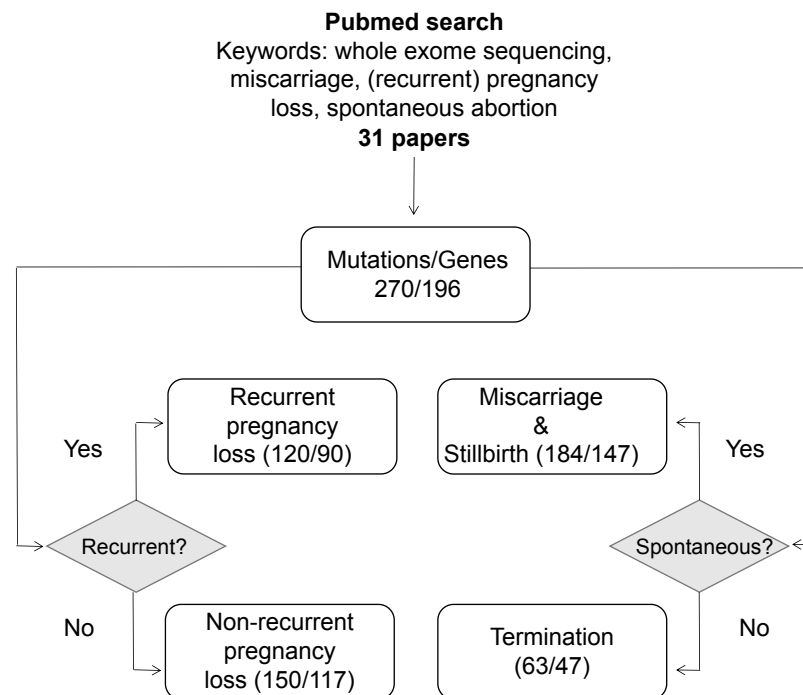 Pubmed search
Keywords: whole exome sequencing,
miscarriage, (recurrent) pregnancy
loss, spontaneous abortion
31 papers
Mutations/Genes
270/196
Recurrent
pregnancy
loss (120/90)
Miscarriage
&
Stillbirth (184/147)
Yes
Yes
Recurrent?
Spontaneous?
No
Non-recurrent
pregnancy
loss (150/117)
Termination
(63/47)
No